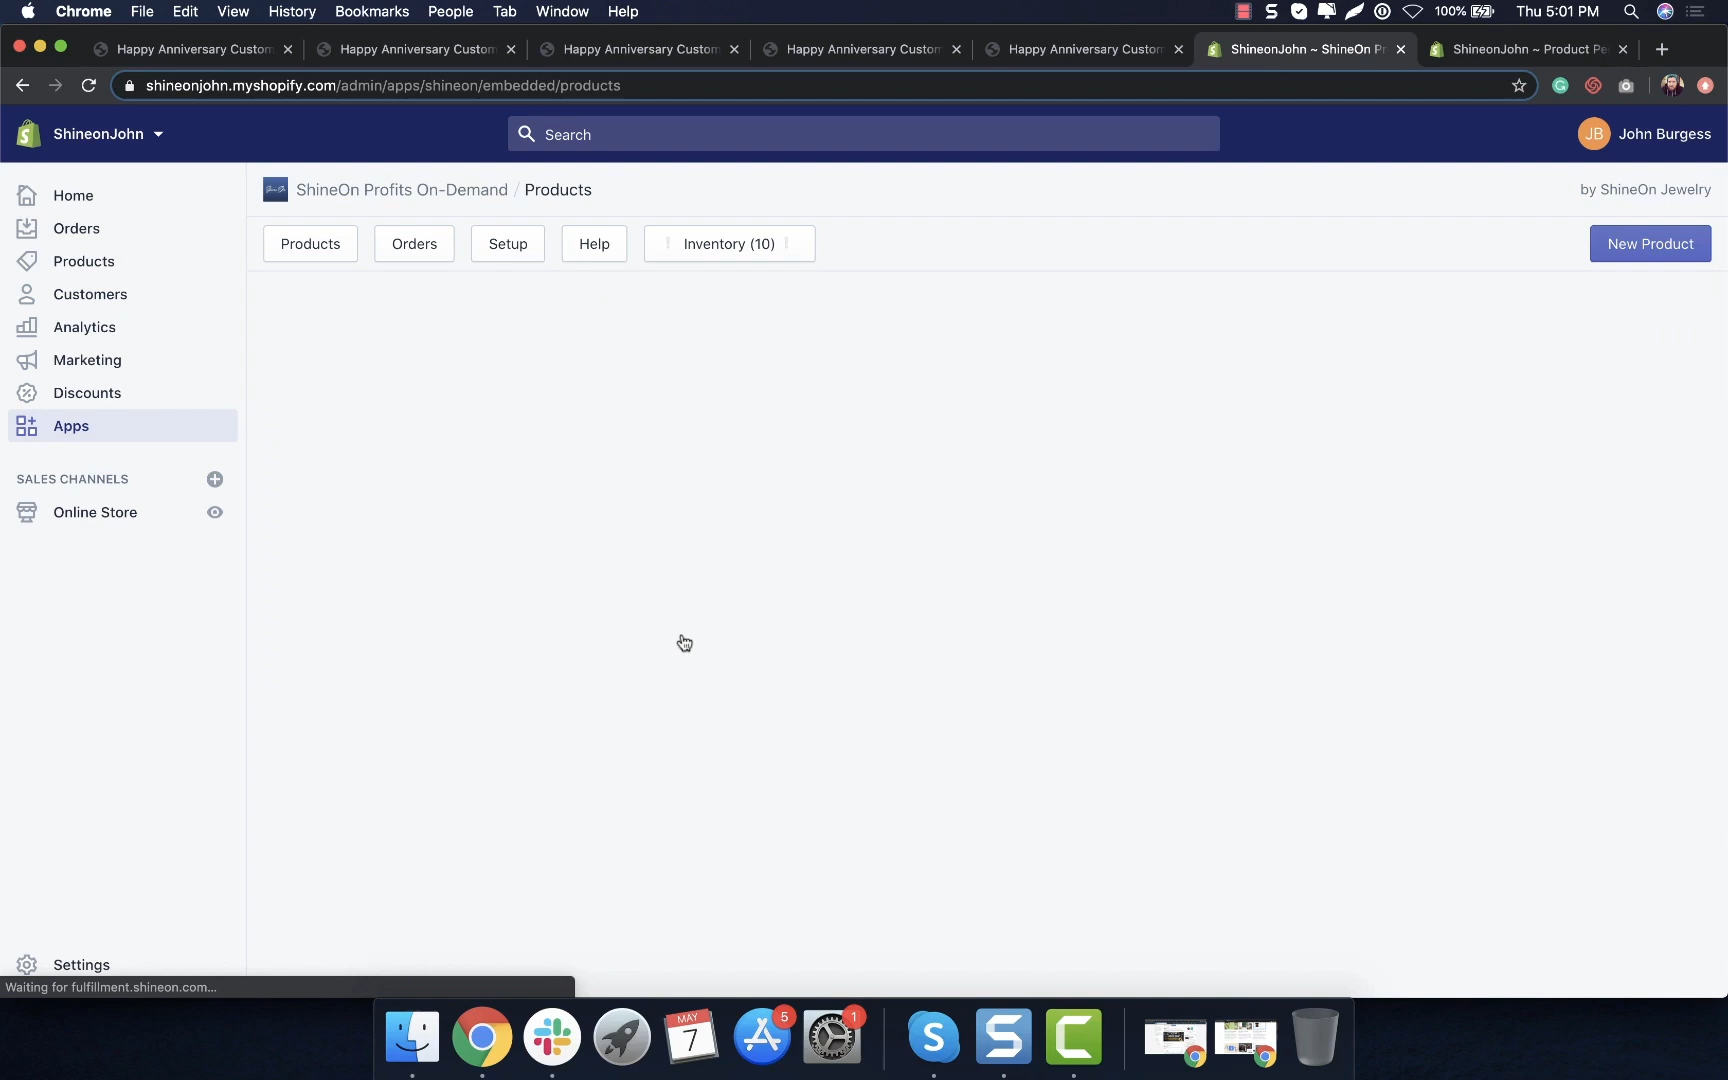 Chrome File Edit View History Bookmarks People Tab Window Help 100% Thu 5:01 PM
Happy Anniversary Custom Happy Anniversary Custom Happy Anniversary Custom Happy Anniversary Custom Happy Anniversary Custom ShineonJohn ~ ShineOn Pr ShineonJohn ~ Product Pe
shineonjohn.myshopify.com/admin/apps/shineon/embedded/products
ShineonJohn
Search
JB John Burgess
Home
Orders
Products
Customers
Analytics
Marketing
Discounts
Apps
SALES CHANNELS
Online Store
Settings
ShineOn Profits On-Demand / Products
by ShineOn Jewelry
Products Orders Setup Help Inventory (10) New Product
Waiting for fulfillment.shineon.com...
MAY
7
5
1